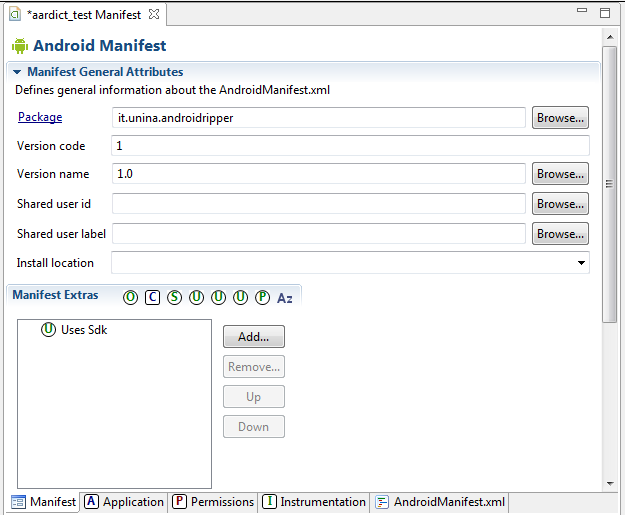 *aardict_test Manifest
Android Manifest
Manifest General Attributes
Defines general information about the AndroidManifest.xml
Package it.unina.androidripper Browse...
Version code 1
Version name 1.0 Browse...
Shared user id Browse...
Shared user label Browse...
Install location
Manifest Extras O C S U U U P Az
U Uses Sdk
Add...
Remove...
Up
Down
Manifest A Application P Permissions I Instrumentation AndroidManifest.xml